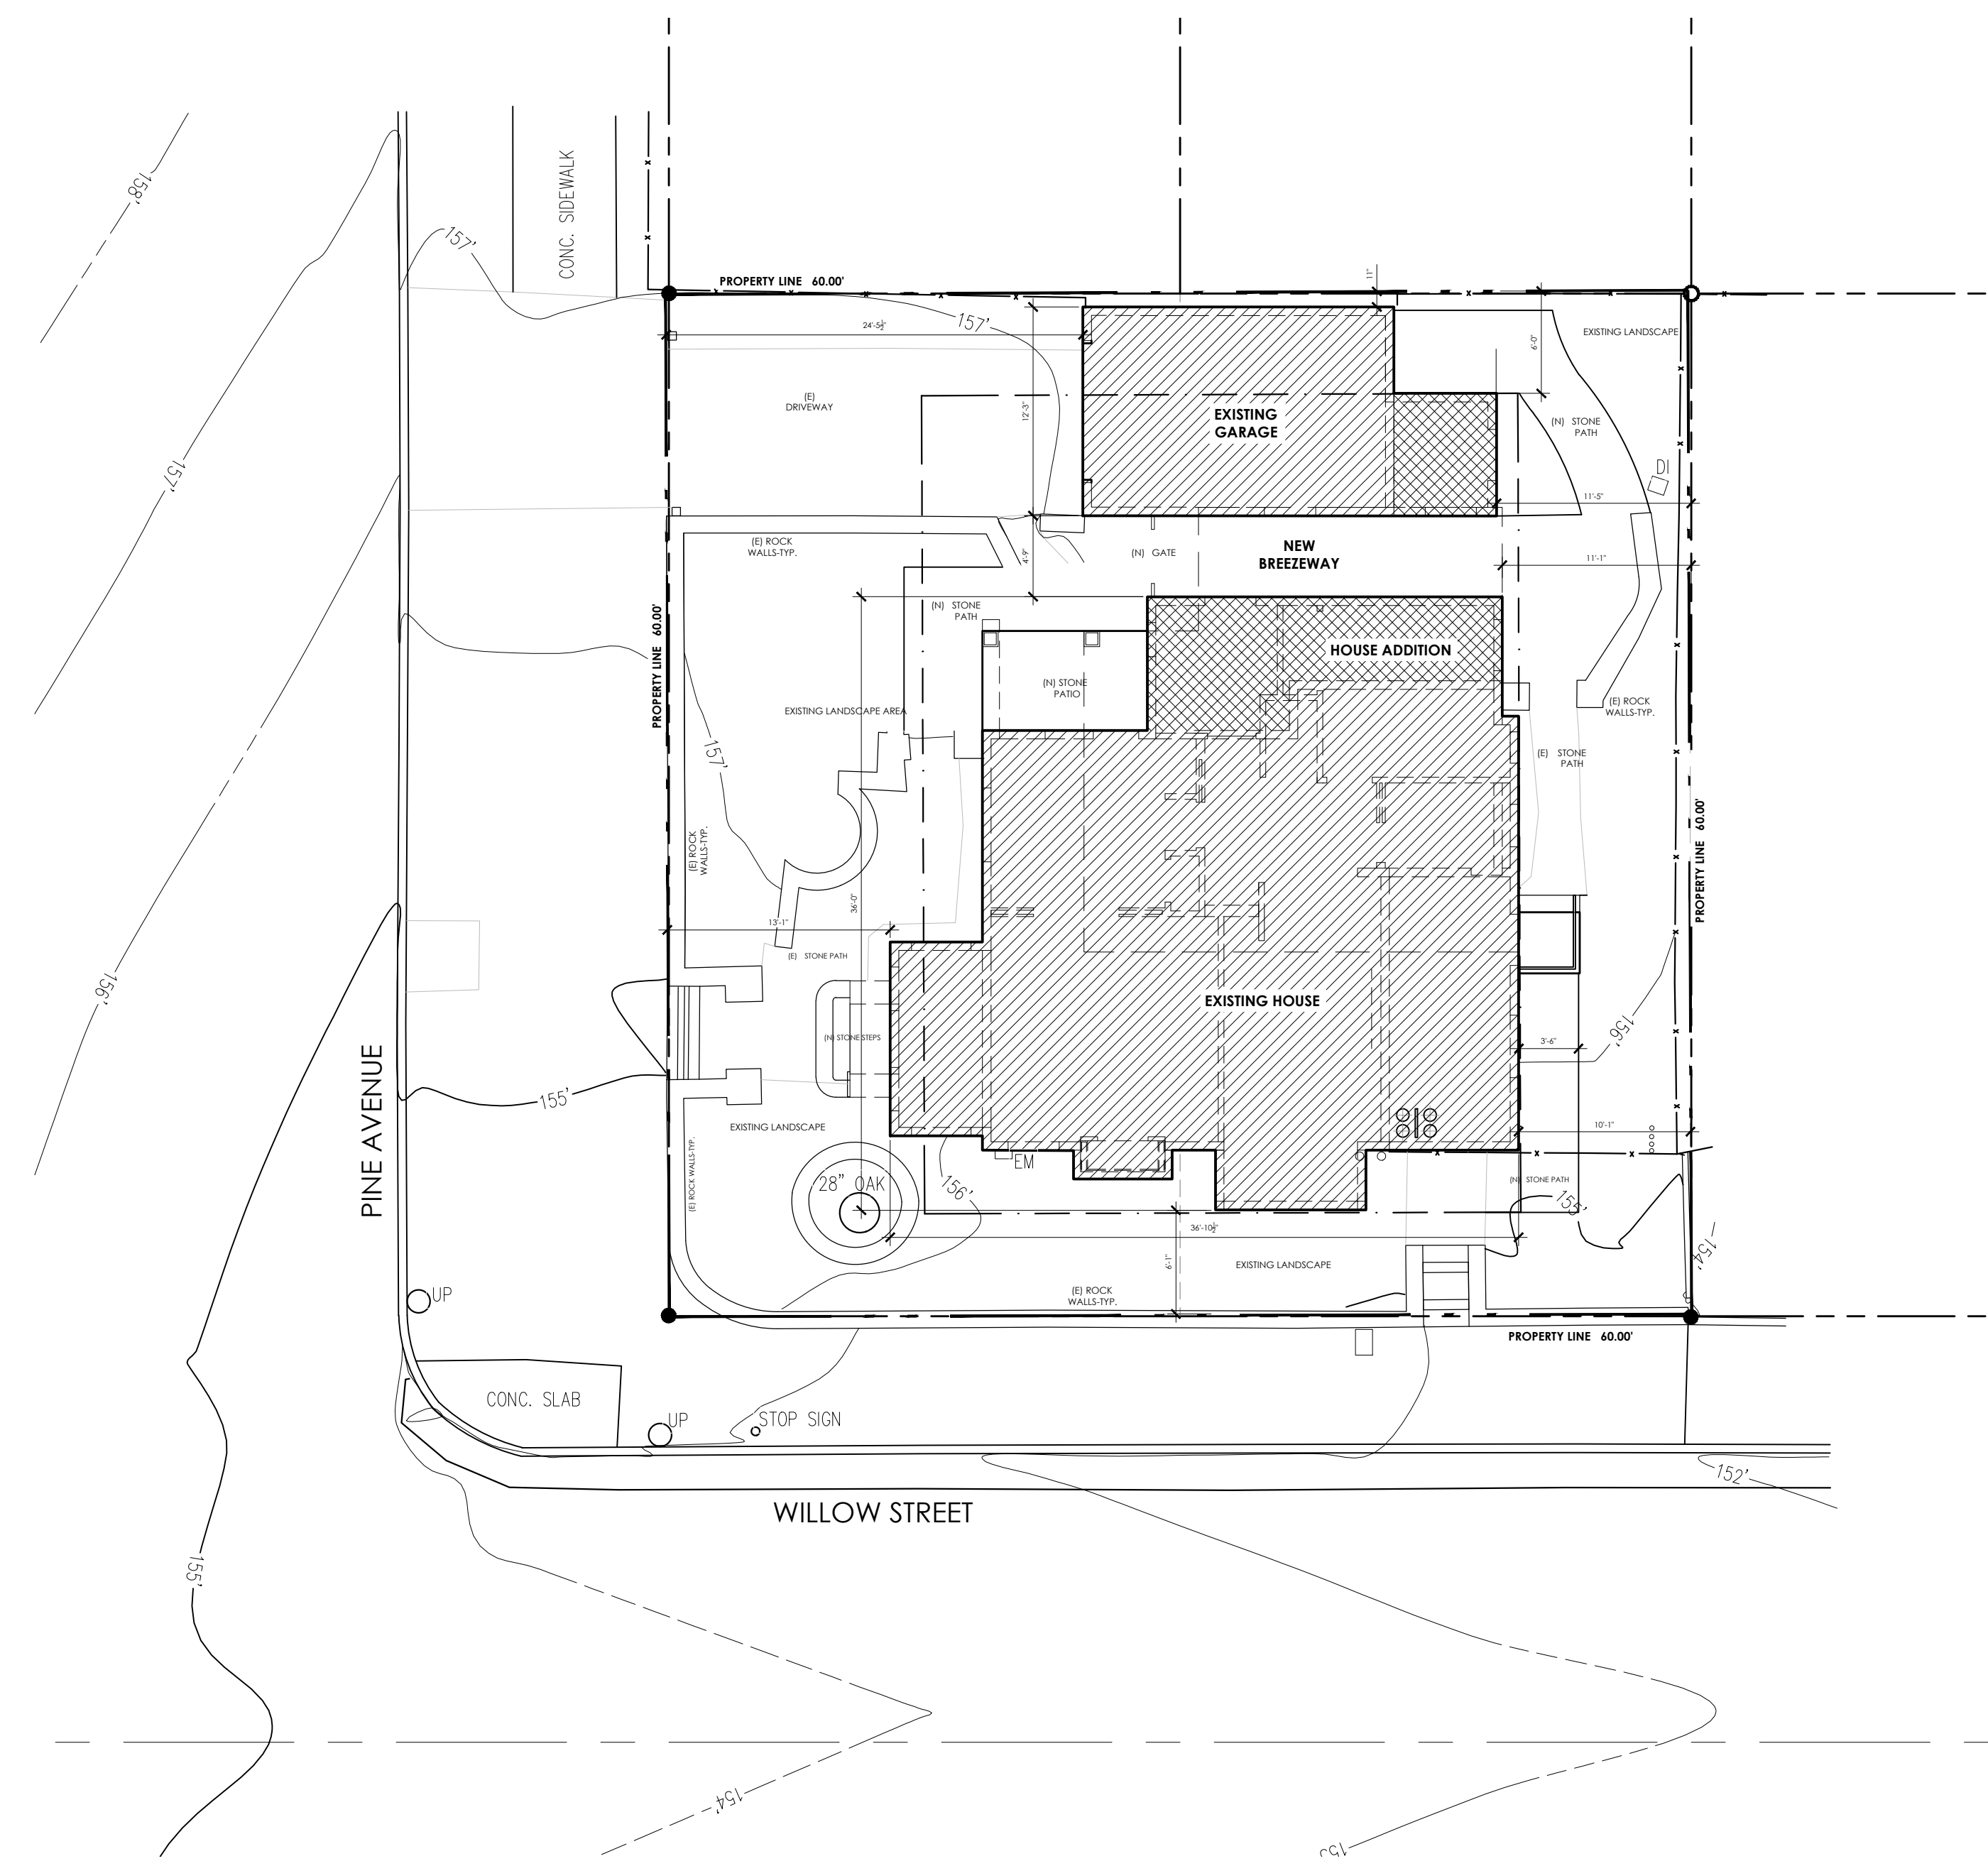 158'
CONC. SIDEWALK
157'
PROPERTY LINE 60.00'
11"
24'-5½"
157'
EXISTING LANDSCAPE
6'-0"
(E)
DRIVEWAY
12'-3"
EXISTING
GARAGE
(N) STONE
PATH
157'
DI
11'-5"
(E) ROCK
WALLS-TYP.
4'-9"
(N) GATE
NEW
BREEZEWAY
11'-1"
(N) STONE
PATH
PROPERTY LINE 60.00'
HOUSE ADDITION
(N) STONE
PATIO
EXISTING LANDSCAPE AREA
(E) ROCK
WALLS-TYP.
157'
(E) STONE
PATH
(E) ROCK
WALLS-TYP.
PROPERTY LINE 60.00'
36'-0"
13'-1"
(E) STONE PATH
156'
EXISTING HOUSE
156'
(N) STONE STEPS
3'-6"
PINE AVENUE
155'
EXISTING LANDSCAPE
10'-1"
(E) ROCK WALLS-TYP.
EM
28" OAK
156'
(N) STONE PATH
155'
36'-10½"
154'
6'-1"
EXISTING LANDSCAPE
UP
(E) ROCK
WALLS-TYP.
PROPERTY LINE 60.00'
CONC. SLAB
UP
STOP SIGN
152'
WILLOW STREET
155'
154'